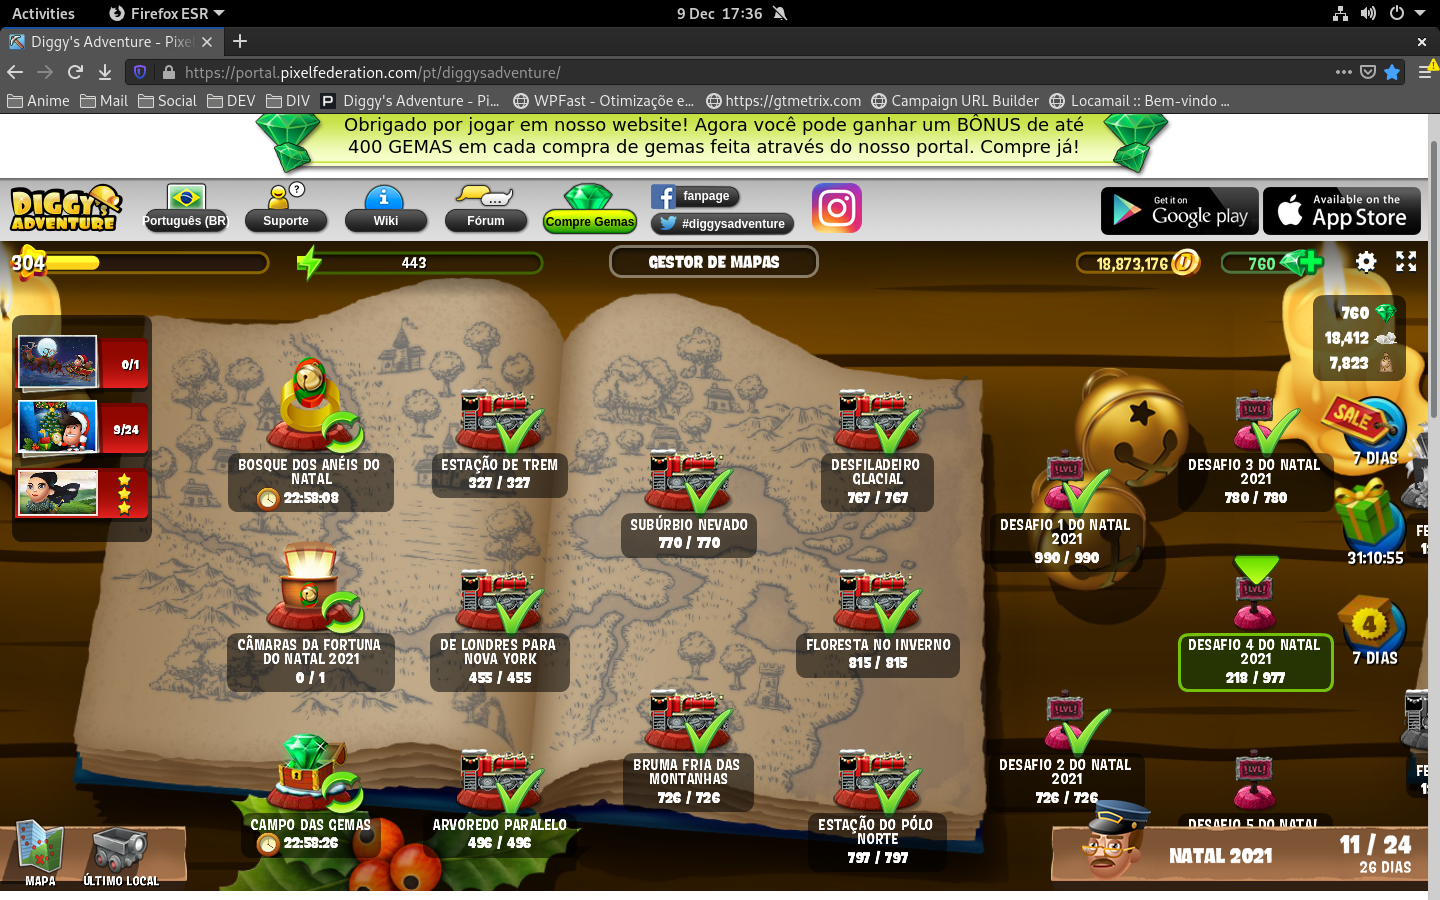 Activities
Firefox ESR
9 Dec 17:36
Diggy's Adventure - Pixel
https://portal.pixelfederation.com/pt/diggysadventure/
Anime
Mail
Social
DEV
DIV
Diggy's Adventure - Pi...
WPFast - Otimizaçõe e...
https://gtmetrix.com
Campaign URL Builder
Locamail :: Bem-vindo ...
Obrigado por jogar em nosso website! Agora você pode ganhar um BÔNUS de até
400 GEMAS em cada compra de gemas feita através do nosso portal. Compre já!
DIGGY'S
ADVENTURE
Português (BR)
Suporte
Wiki
Fórum
Compre Gemas
fanpage
#diggysadventure
Get it on
Google play
Available on the
App Store
304
443
GESTOR DE MAPAS
18,873,176
760
760
18,412
7,823
0/1
9/24
BOSQUE DOS ANÉIS DO
NATAL
22:58:08
ESTAÇÃO DE TREM
327 / 327
SUBÚRBIO NEVADO
770 / 770
DESFILADEIRO
GLACIAL
767 / 767
!LVL!
DESAFIO 1 DO NATAL
2021
990 / 990
!LVL!
DESAFIO 3 DO NATAL
2021
780 / 780
SALE
7 DIAS
31:10:55
4
7 DIAS
CÂMARAS DA FORTUNA
DO NATAL 2021
0 / 1
DE LONDRES PARA
NOVA YORK
455 / 455
FLORESTA NO INVERNO
815 / 815
!LVL!
DESAFIO 4 DO NATAL
2021
218 / 977
BRUMA FRIA DAS
MONTANHAS
726 / 726
!LVL!
DESAFIO 2 DO NATAL
2021
726 / 726
CAMPO DAS GEMAS
22:58:26
ARVOREDO PARALELO
496 / 496
ESTAÇÃO DO PÓLO
NORTE
797 / 797
!LVL!
DESAFIO 5 DO NATAL
MAPA
ÚLTIMO LOCAL
NATAL 2021
11 / 24
26 DIAS